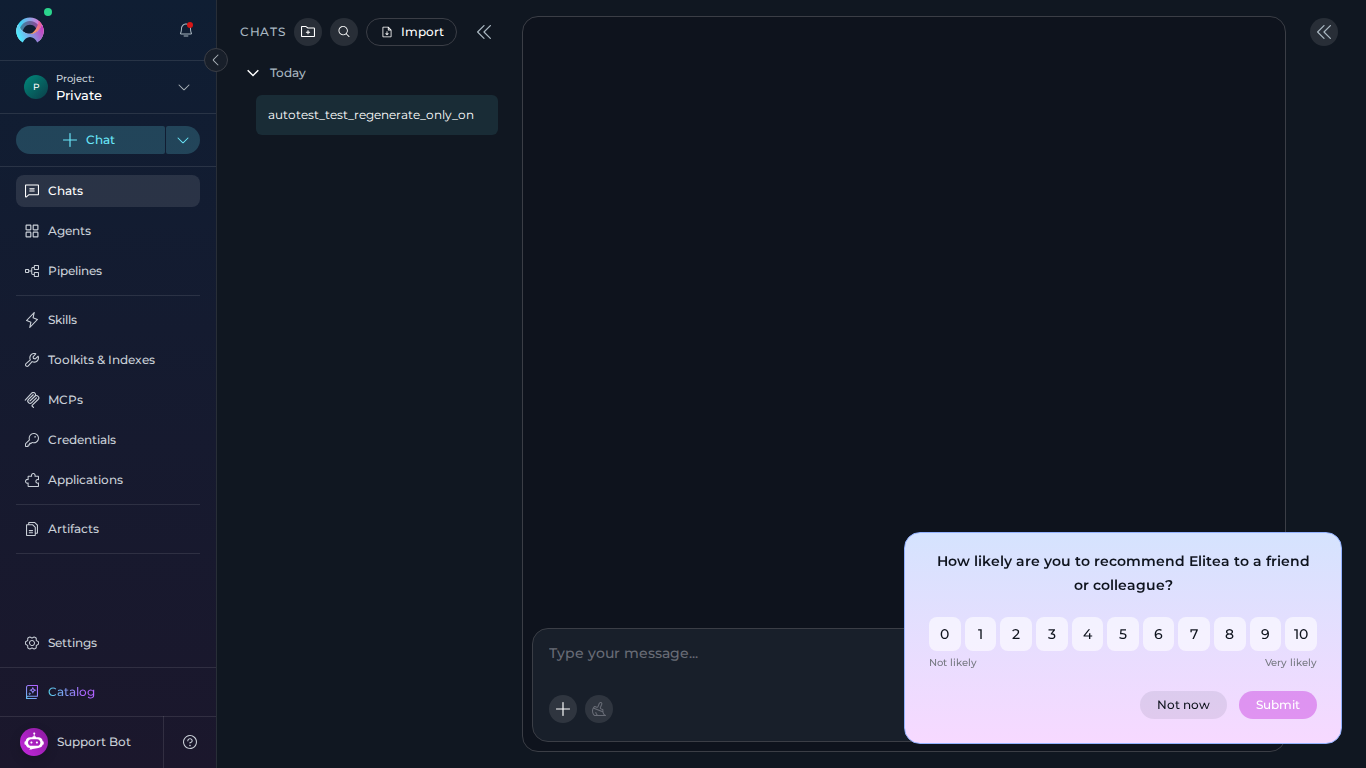 Project:
P
Private
Chat
Chats
Agents
Pipelines
Skills
Toolkits & Indexes
MCPs
Credentials
Applications
Artifacts
Settings
Catalog
Support Bot
CHATS
Import
Today
autotest_test_regenerate_only_on
Type your message...
How likely are you to recommend Elitea to a friend
or colleague?
0 1 2 3 4 5 6 7 8 9 10
Not likely
Very likely
Not now
Submit